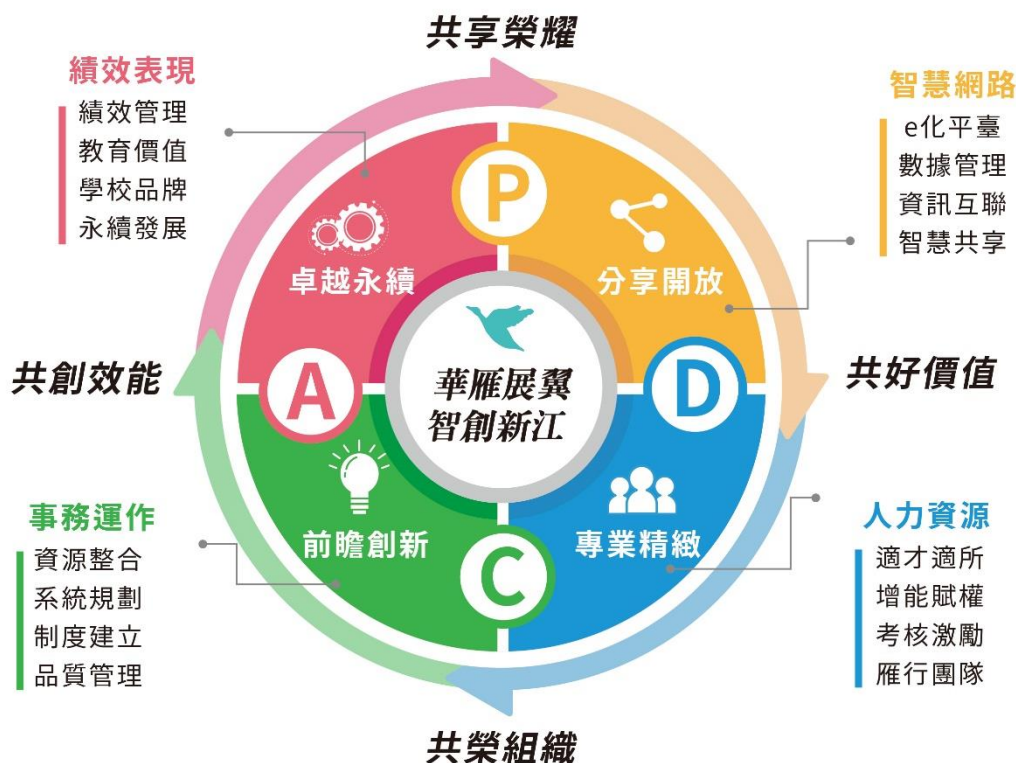 共享榮耀
績效表現
績效管理
教育價值
學校品牌
永續發展
智慧網路
e化平臺
數據管理
資訊互聯
智慧共享
P
卓越永續
分享開放
共創效能
A
華雁展翼
智創新江
D
共好價值
事務運作
資源整合
系統規劃
制度建立
品質管理
前瞻創新
C
專業精緻
人力資源
適才適所
增能賦權
考核激勵
雁行團隊
共榮組織